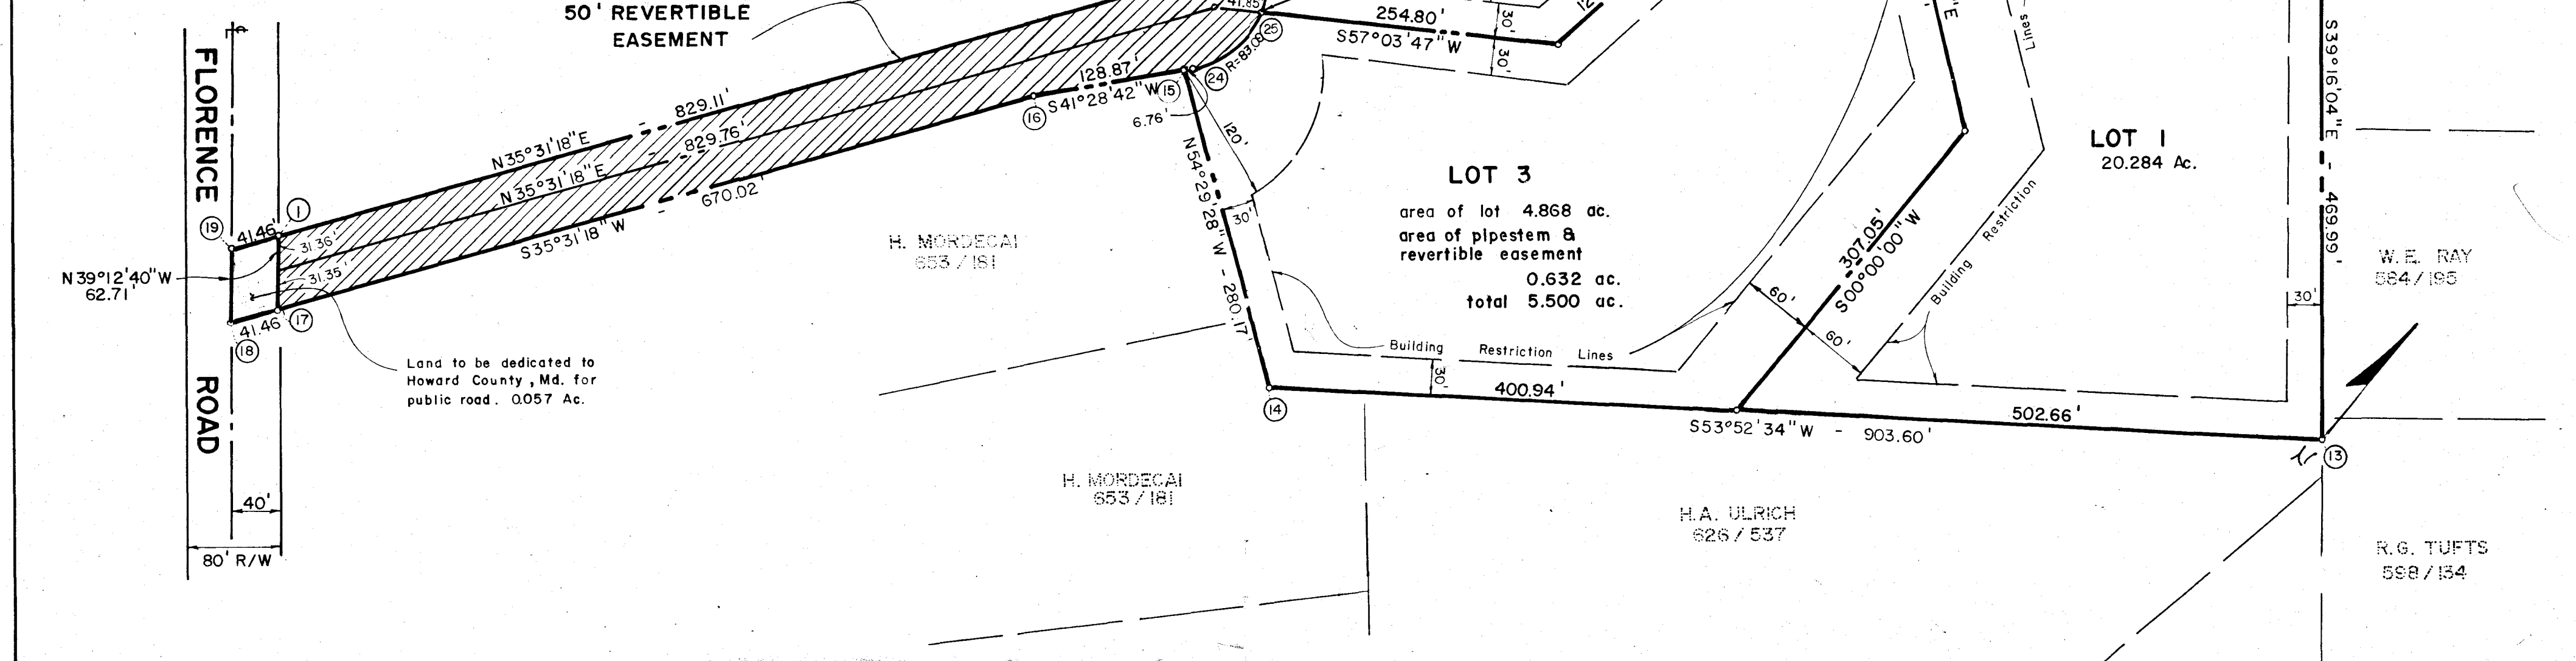 50' REVERTIBLE
EASEMENT
FLORENCE
ROAD
829.11'
N35°31'18"E
829.76'
N35°31'18"E
670.02'
S35°31'18"W
128.87'
S41°28'42"W
41.85'
254.80'
S57°03'47"W
30'
30'
25
R=83.09
24
15
16
6.76'
120'
N54°29'28"W - 280.17'
30'
19
1
41.46'
31.36'
31.35'
N39°12'40"W
62.71'
41.46'
17
18
Land to be dedicated to
Howard County, Md. for
public road. 0.057 Ac.
40'
80' R/W
H. MORDECAI
653/181
H. MORDECAI
653/181
LOT 3
area of lot 4.868 ac.
area of pipestem &
revertible easement
0.632 ac.
total 5.500 ac.
Building Restriction Lines
30'
400.94'
14
307.05'
S00°00'00"W
60'
60'
Building Restriction
Lines
LOT 1
20.284 Ac.
S39°16'04"E - 469.99'
30'
502.66'
S53°52'34"W - 903.60'
13
N
W.E. RAY
584/195
H.A. ULRICH
626/537
R.G. TUFTS
598/134